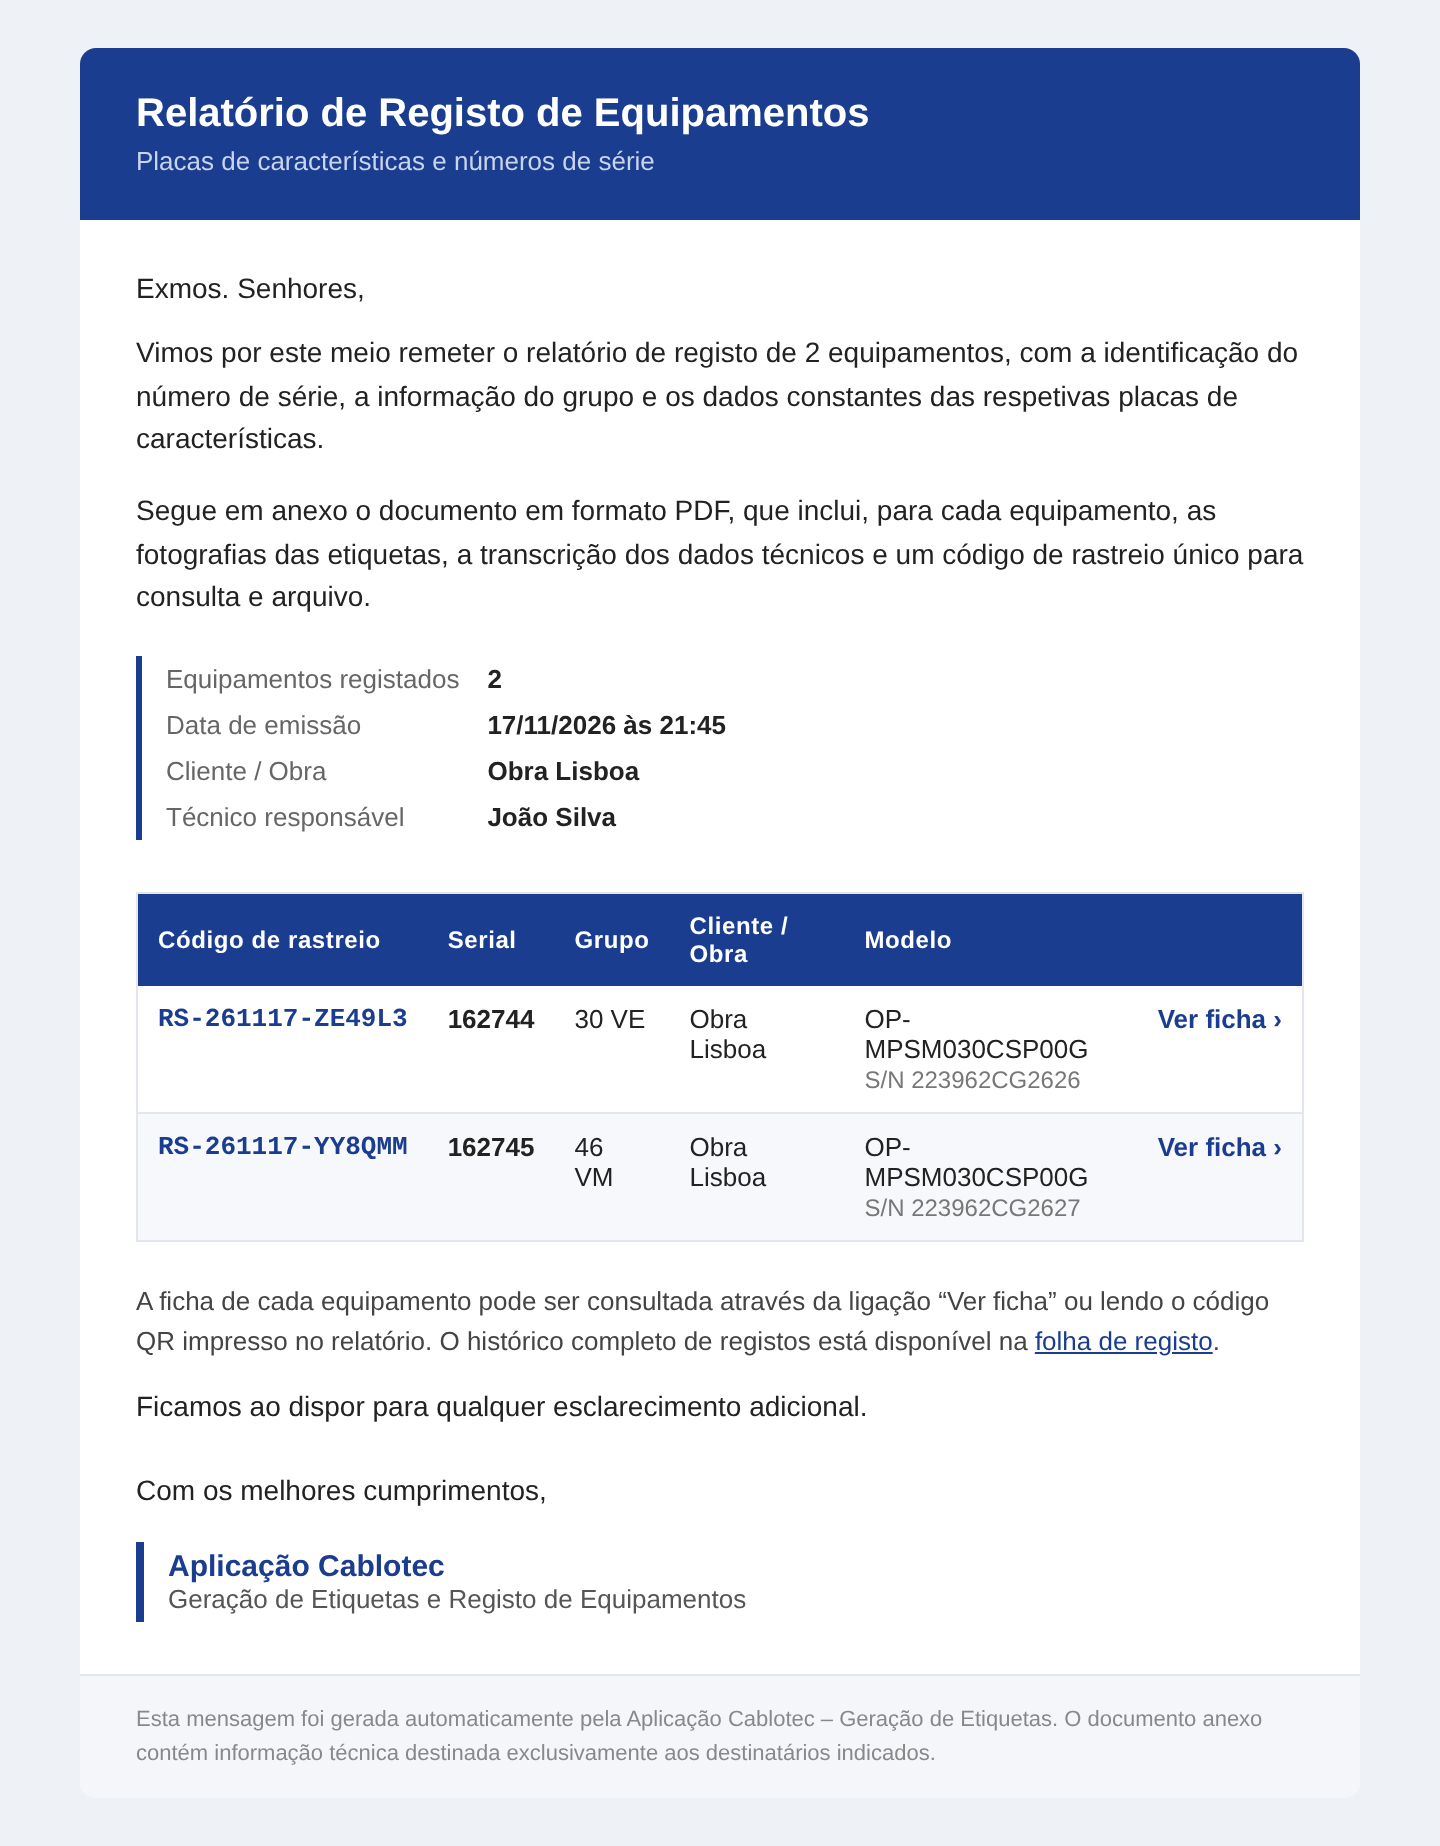 Relatório de Registo de Equipamentos
Placas de características e números de série
Exmos. Senhores,
Vimos por este meio remeter o relatório de registo de 2 equipamentos, com a identificação do
número de série, a informação do grupo e os dados constantes das respetivas placas de
características.
Segue em anexo o documento em formato PDF, que inclui, para cada equipamento, as
fotografias das etiquetas, a transcrição dos dados técnicos e um código de rastreio único para
consulta e arquivo.
Equipamentos registados 2
Data de emissão 17/11/2026 às 21:45
Cliente / Obra Obra Lisboa
Técnico responsável João Silva
Código de rastreio Serial Grupo Cliente / Obra Modelo
RS-261117-ZE49L3 162744 30 VE Obra Lisboa OP-MPSM030CSP00G Ver ficha ›
S/N 223962CG2626
RS-261117-YY8QMM 162745 46 VM Obra Lisboa OP-MPSM030CSP00G Ver ficha ›
S/N 223962CG2627
A ficha de cada equipamento pode ser consultada através da ligação “Ver ficha” ou lendo o código
QR impresso no relatório. O histórico completo de registos está disponível na folha de registo.
Ficamos ao dispor para qualquer esclarecimento adicional.
Com os melhores cumprimentos,
Aplicação Cablotec
Geração de Etiquetas e Registo de Equipamentos
Esta mensagem foi gerada automaticamente pela Aplicação Cablotec – Geração de Etiquetas. O documento anexo
contém informação técnica destinada exclusivamente aos destinatários indicados.